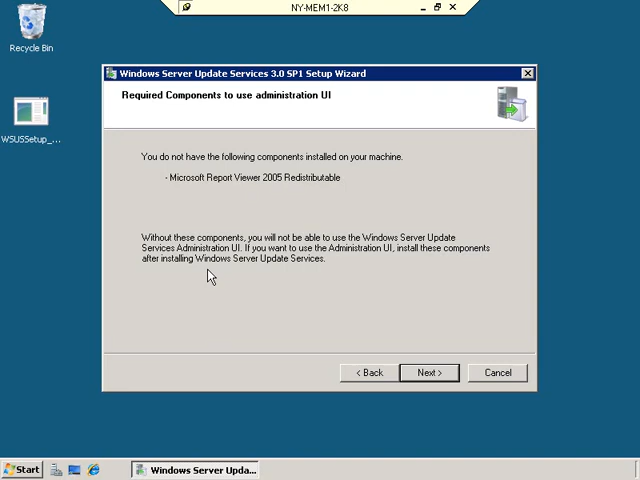 NY-MEM1-2K8
Recycle Bin
WSUSSetup_...
Windows Server Update Services 3.0 SP1 Setup Wizard
Required Components to use administration UI
You do not have the following components installed on your machine.
- Microsoft Report Viewer 2005 Redistributable
Without these components, you will not be able to use the Windows Server Update
Services Administration UI. If you want to use the Administration UI, install these components
after installing Windows Server Update Services.
< Back Next > Cancel
Start Windows Server Upda...